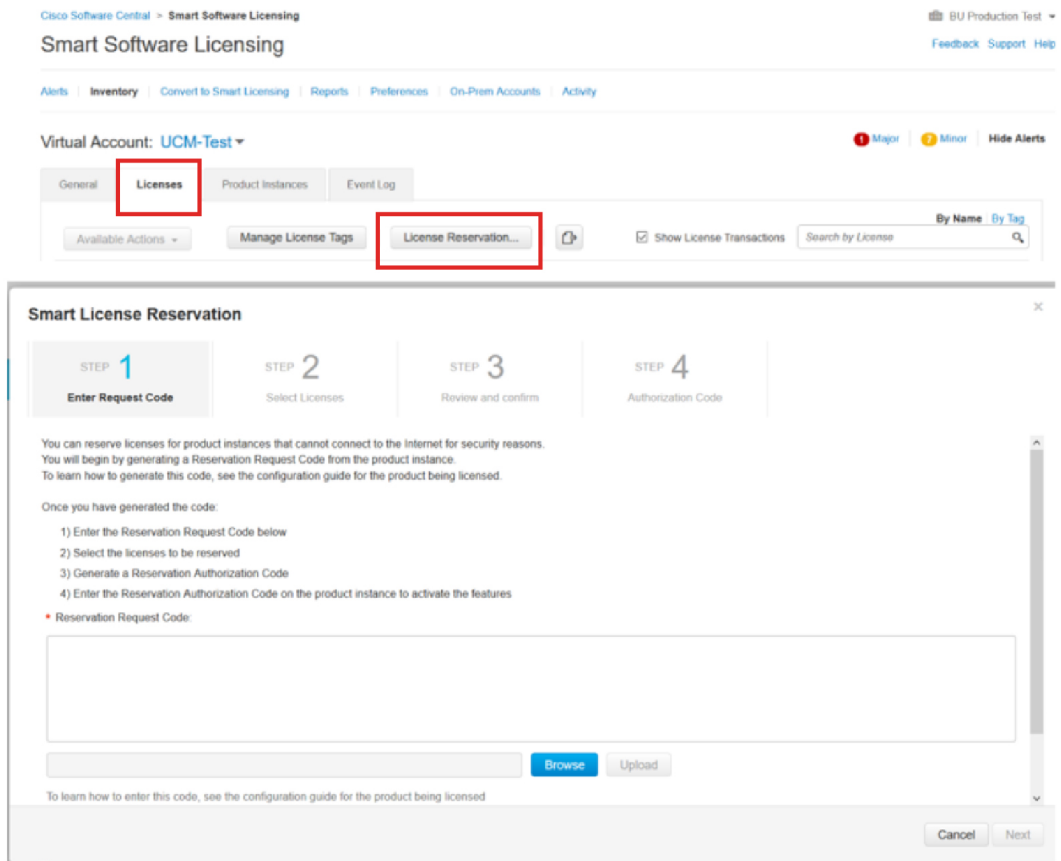 Cisco Software Central > Smart Software Licensing
BU Production Test
Smart Software Licensing
Feedback Support Help
Alerts | Inventory | Convert to Smart Licensing | Reports | Preferences | On-Prem Accounts | Activity
Virtual Account: UCM-Test
1 Major | 7 Minor | Hide Alerts
General Licenses Product Instances Event Log
By Name | By Tag
Available Actions Manage License Tags License Reservation... Show License Transactions Search by License
Smart License Reservation
×
STEP 1 STEP 2 STEP 3 STEP 4
Enter Request Code Select Licenses Review and confirm Authorization Code
You can reserve licenses for product instances that cannot connect to the Internet for security reasons.
You will begin by generating a Reservation Request Code from the product instance.
To learn how to generate this code, see the configuration guide for the product being licensed.
Once you have generated the code:
1) Enter the Reservation Request Code below
2) Select the licenses to be reserved
3) Generate a Reservation Authorization Code
4) Enter the Reservation Authorization Code on the product instance to activate the features
* Reservation Request Code:
Browse Upload
To learn how to enter this code, see the configuration guide for the product being licensed
Cancel Next